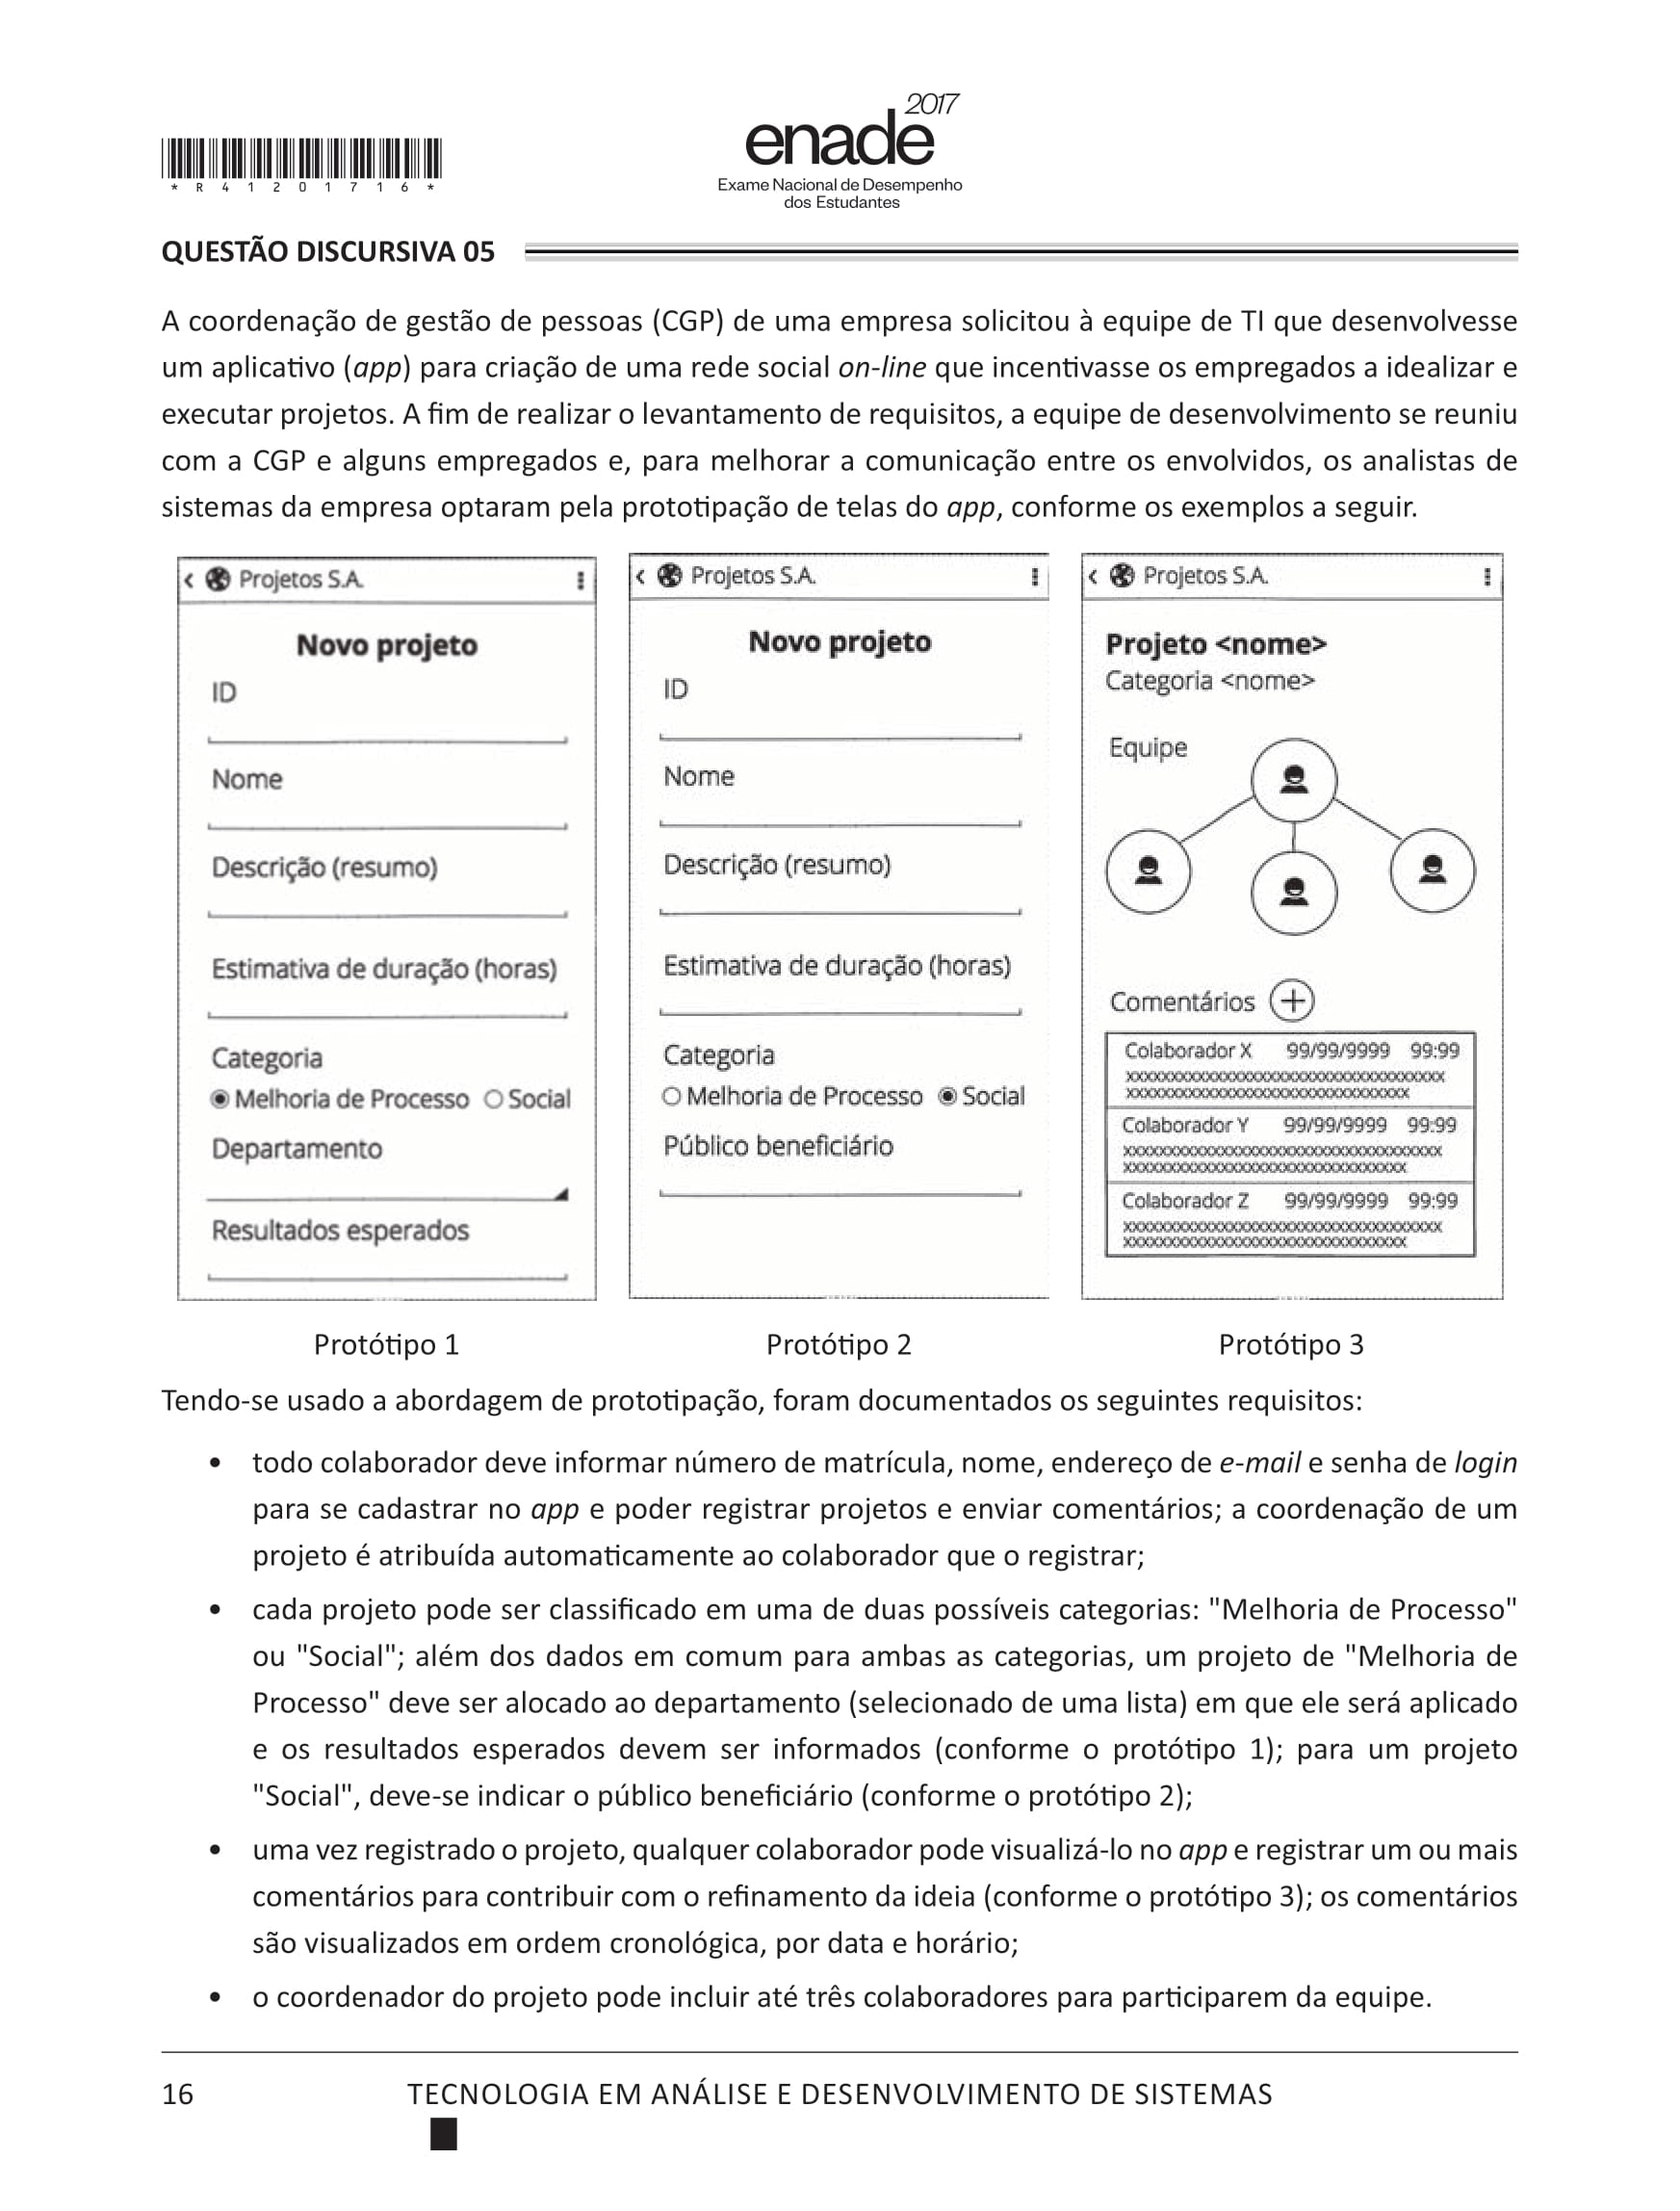 2017
enade
Exame Nacional de Desempenho
dos Estudantes
*R41201716*
QUESTÃO DISCURSIVA 05
A coordenação de gestão de pessoas (CGP) de uma empresa solicitou à equipe de TI que desenvolvesse
um aplicativo (app) para criação de uma rede social on-line que incentivasse os empregados a idealizar e
executar projetos. A fim de realizar o levantamento de requisitos, a equipe de desenvolvimento se reuniu
com a CGP e alguns empregados e, para melhorar a comunicação entre os envolvidos, os analistas de
sistemas da empresa optaram pela prototipação de telas do app, conforme os exemplos a seguir.
Projetos S.A.
Novo projeto
ID
Nome
Descrição (resumo)
Estimativa de duração (horas)
Categoria
Melhoria de Processo Social
Departamento
Resultados esperados
Protótipo 1
Projetos S.A.
Novo projeto
ID
Nome
Descrição (resumo)
Estimativa de duração (horas)
Categoria
Melhoria de Processo Social
Público beneficiário
Protótipo 2
Projetos S.A.
Projeto <nome>
Categoria <nome>
Equipe
Comentários +
Colaborador X 99/99/9999 99:99
Colaborador Y 99/99/9999 99:99
Colaborador Z 99/99/9999 99:99
Protótipo 3
Tendo-se usado a abordagem de prototipação, foram documentados os seguintes requisitos:
• todo colaborador deve informar número de matrícula, nome, endereço de e-mail e senha de login
para se cadastrar no app e poder registrar projetos e enviar comentários; a coordenação de um
projeto é atribuída automaticamente ao colaborador que o registrar;
• cada projeto pode ser classificado em uma de duas possíveis categorias: "Melhoria de Processo"
ou "Social"; além dos dados em comum para ambas as categorias, um projeto de "Melhoria de
Processo" deve ser alocado ao departamento (selecionado de uma lista) em que ele será aplicado
e os resultados esperados devem ser informados (conforme o protótipo 1); para um projeto
"Social", deve-se indicar o público beneficiário (conforme o protótipo 2);
• uma vez registrado o projeto, qualquer colaborador pode visualizá-lo no app e registrar um ou mais
comentários para contribuir com o refinamento da ideia (conforme o protótipo 3); os comentários
são visualizados em ordem cronológica, por data e horário;
• o coordenador do projeto pode incluir até três colaboradores para participarem da equipe.
16
TECNOLOGIA EM ANÁLISE E DESENVOLVIMENTO DE SISTEMAS